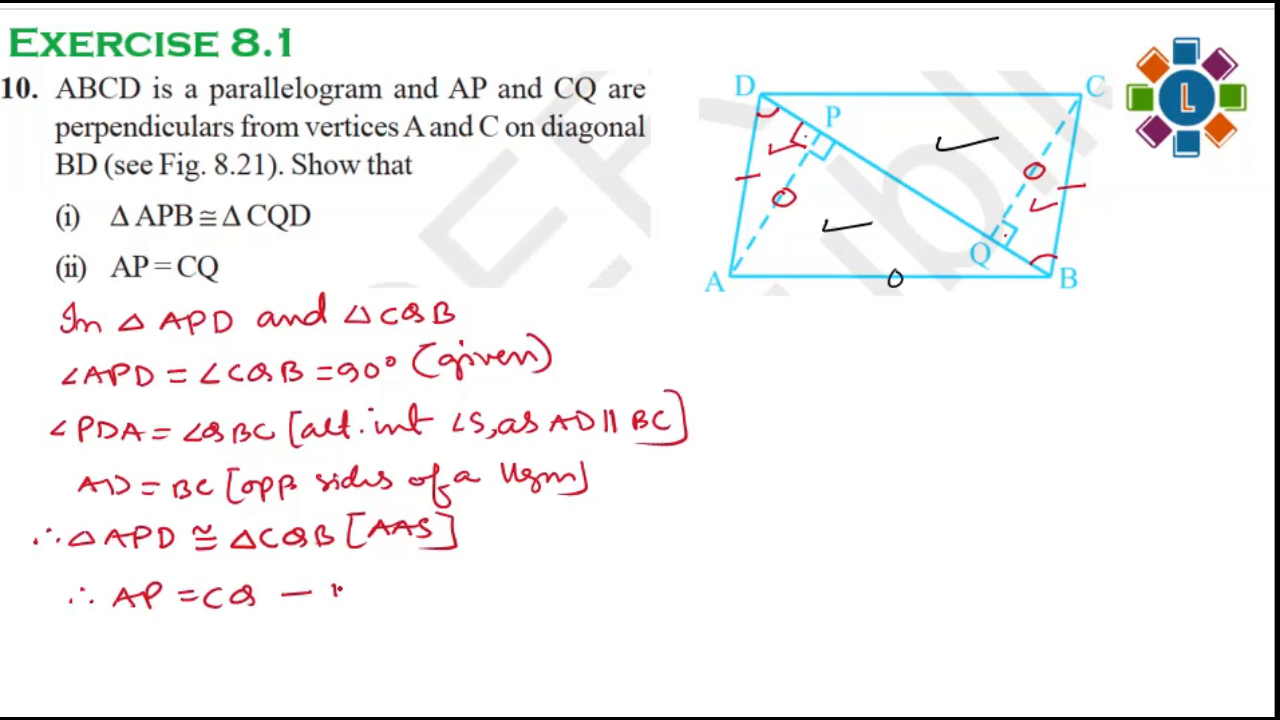 EXERCISE 8.1
10. ABCD is a parallelogram and AP and CQ are
perpendiculars from vertices A and C on diagonal
BD (see Fig. 8.21). Show that
(i) Δ APB ≅ Δ CQD
(ii) AP = CQ
In Δ APD and Δ CQB
∠APD = ∠CQB = 90° (given)
∠PDA = ∠QBC [alt. int ∠s, as AD || BC]
AD = BC [opp sides of a ||gm]
∴ Δ APD ≅ Δ CQB [AAS]
∴ AP = CQ —
D
C
P
A
Q
B
L